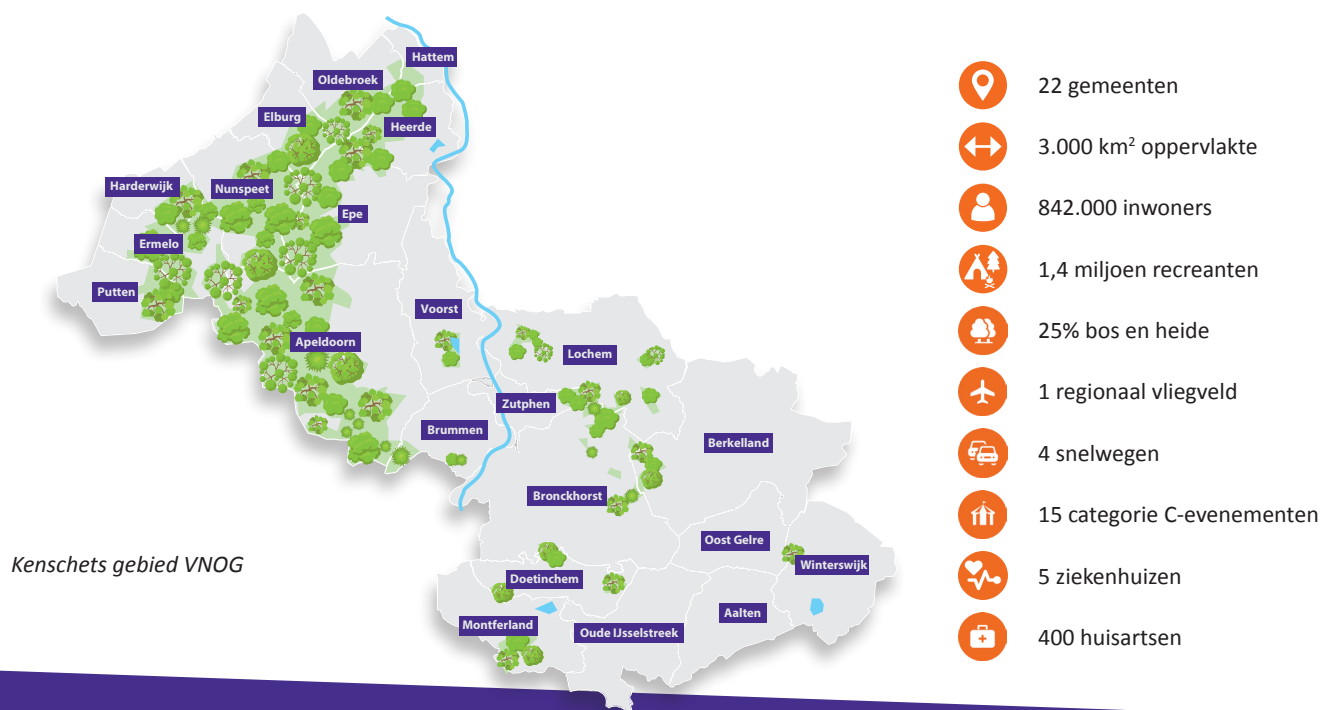 Hattem
Oldebroek
Elburg
Heerde
Harderwijk
Nunspeet
Epe
Ermelo
Putten
Voorst
Apeldoorn
Lochem
Zutphen
Brummen
Berkelland
Bronckhorst
Oost Gelre
Winterswijk
Doetinchem
Aalten
Montferland
Oude IJsselstreek
Kenschets gebied VNOG
22 gemeenten
3.000 km² oppervlakte
842.000 inwoners
1,4 miljoen recreanten
25% bos en heide
1 regionaal vliegveld
4 snelwegen
15 categorie C-evenementen
5 ziekenhuizen
400 huisartsen